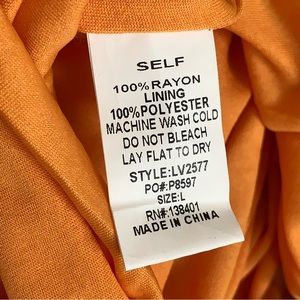 SELF
100% RAYON
LINING
100% POLYESTER
MACHINE WASH COLD
DO NOT BLEACH
LAY FLAT TO DRY
STYLE:LV2577
PO#:P8597
SIZE:L
RN#:138401
MADE IN CHINA